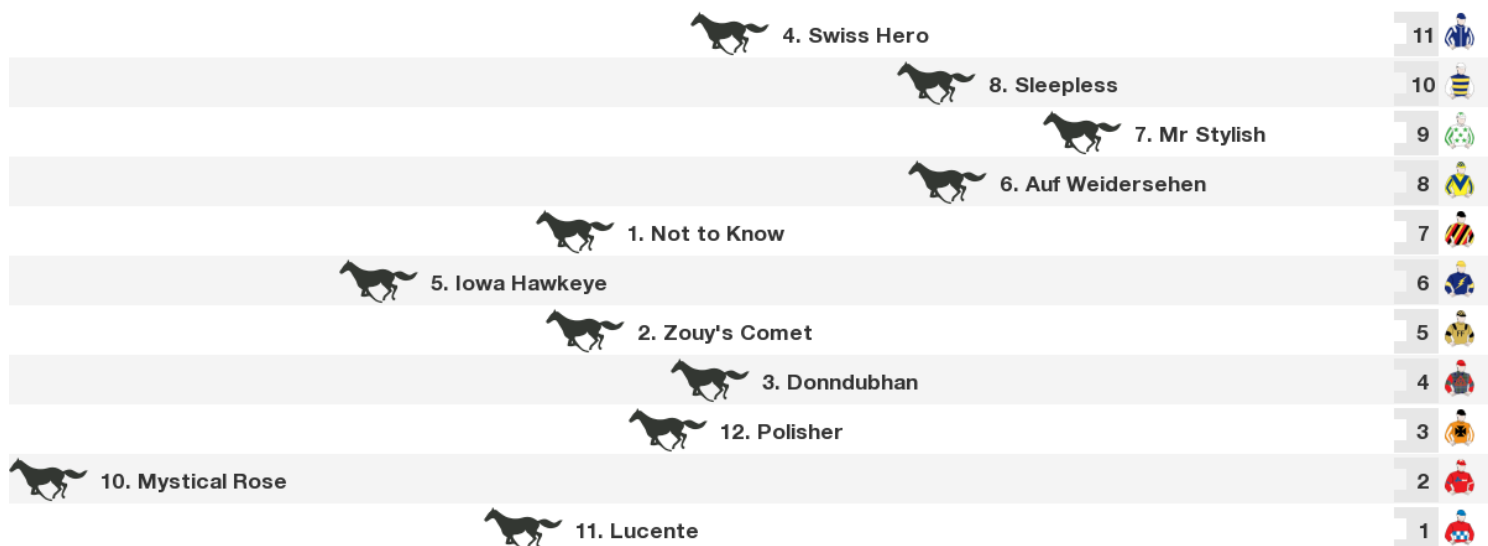 4. Swiss Hero 11
8. Sleepless 10
7. Mr Stylish 9
6. Auf Weidersehen 8
1. Not to Know 7
5. Iowa Hawkeye 6
2. Zouy's Comet 5
3. Donndubhan 4
12. Polisher 3
10. Mystical Rose 2
11. Lucente 1